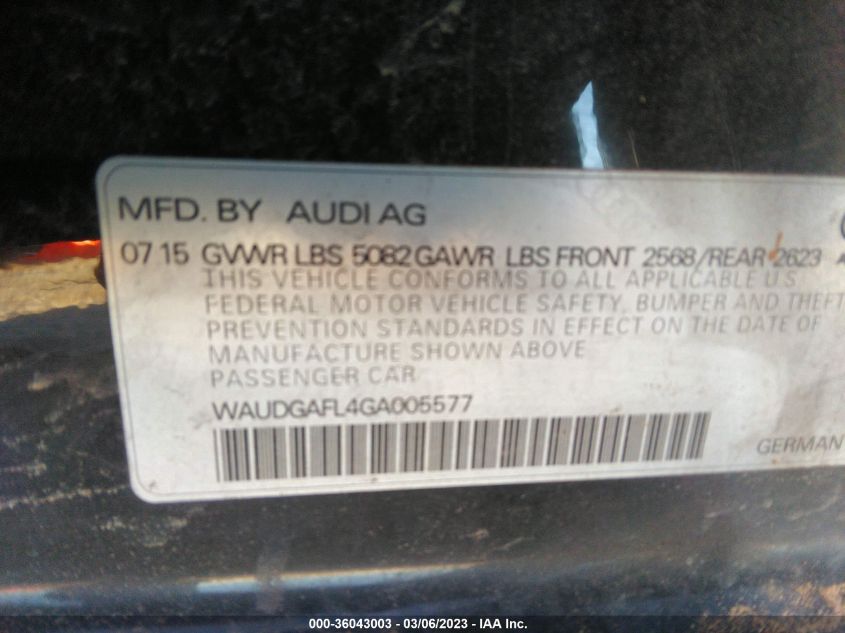 MFD. BY AUDI AG
07 15 GVWR LBS 5082 GAWR LBS FRONT 2568/REAR 2623
THIS VEHICLE CONFORMS TO ALL APPLICABLE U S
FEDERAL MOTOR VEHICLE SAFETY, BUMPER AND THEFT
PREVENTION STANDARDS IN EFFECT ON THE DATE OF
MANUFACTURE SHOWN ABOVE
PASSENGER CAR
WAUDGAFL4GA005577
GERMAN
000-36043003 — 03/06/2023 — IAA Inc.